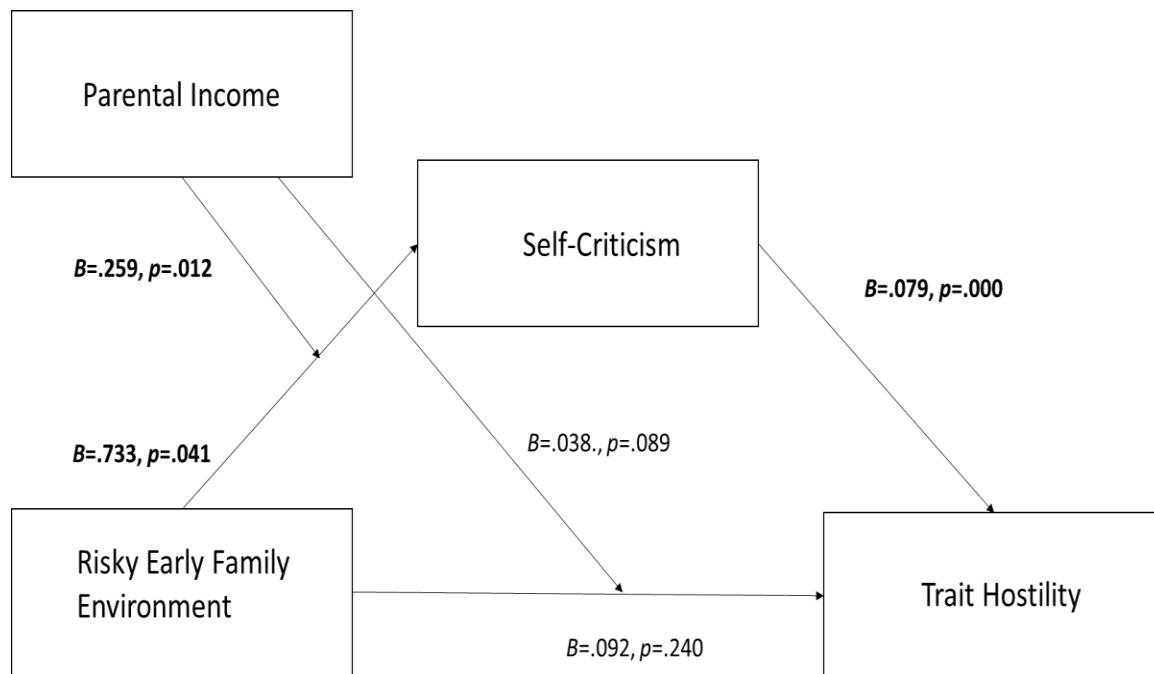 Parental Income
Self-Criticism
B=.259, p=.012
B=.079, p=.000
B=.733, p=.041
B=.038., p=.089
Risky Early Family
Environment
Trait Hostility
B=.092, p=.240